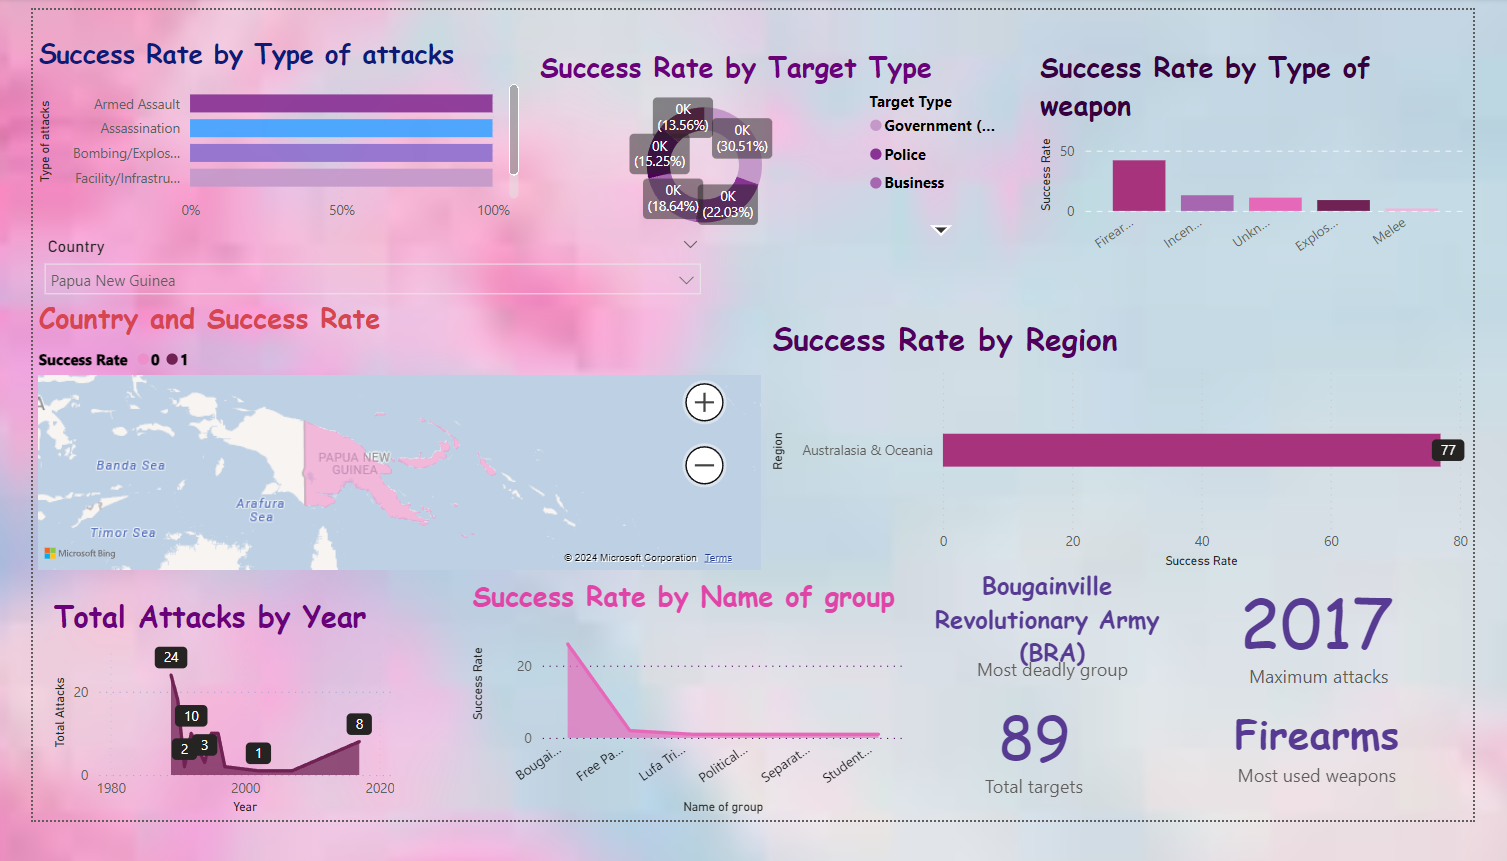 Success Rate by Type of attacks
Type of attacks
Armed Assault
Assassination
Bombing/Explos...
Facility/Infrastru...
0% 50% 100%
Success Rate by Target Type
0K
(13.56%)
0K
(30.51%)
0K
(15.25%)
0K
(18.64%)
0K
(22.03%)
Target Type
Government (...
Police
Business
Success Rate by Type of
weapon
Success Rate
50
0
Firear...
Incen...
Unkn...
Explos...
Melee
Country
Papua New Guinea
Country and Success Rate
Success Rate 0 1
PAPUA NEW
GUINEA
Banda Sea
Arafura
Sea
Timor Sea
Microsoft Bing
© 2024 Microsoft Corporation Terms
Success Rate by Region
Region
Australasia & Oceania
77
0 20 40 60 80
Success Rate
Total Attacks by Year
Total Attacks
20
0
24
10
2
3
1
8
1980 2000 2020
Year
Success Rate by Name of group
Success Rate
20
0
Bougai...
Free Pa...
Lufa Tri...
Political...
Separat...
Student...
Name of group
Bougainville
Revolutionary Army
(BRA)
Most deadly group
2017
Maximum attacks
89
Total targets
Firearms
Most used weapons